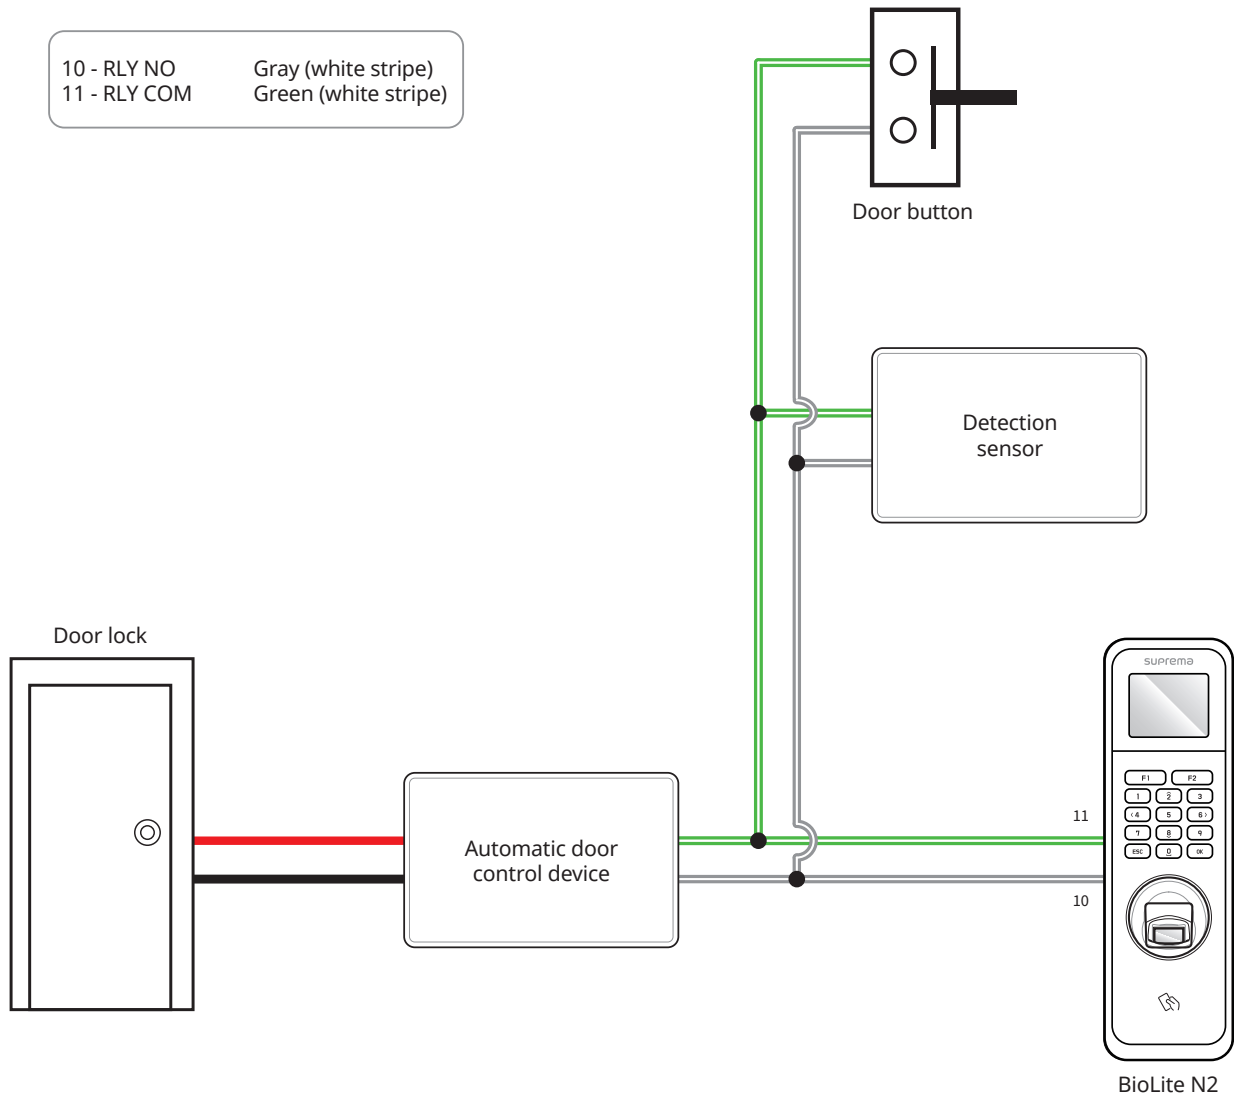 10 - RLY NO Gray (white stripe)
11 - RLY COM Green (white stripe)
Door button
Detection
sensor
Door lock
suprema
F1 F2
1 2 3
‹4 5 6›
11
7 8 9
ESC 0 OK
Automatic door
control device
10
BioLite N2